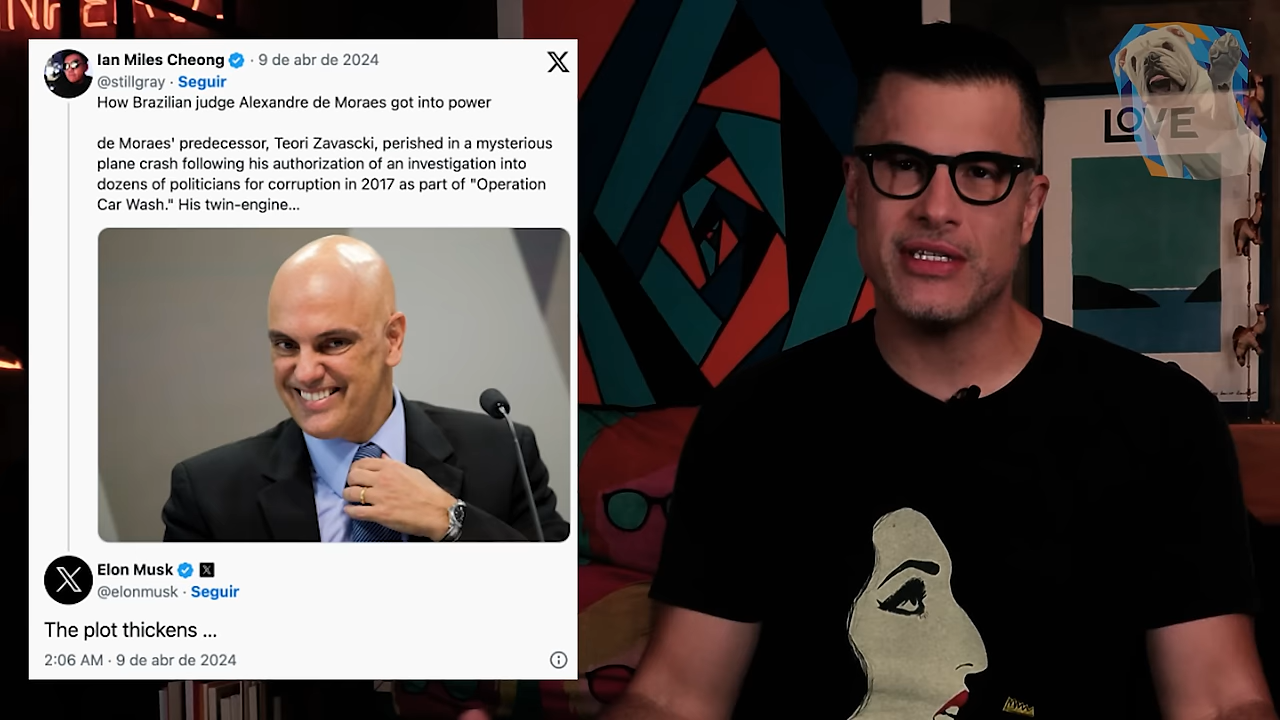 INFERN
Ian Miles Cheong · 9 de abr de 2024
@stillgray · Seguir
How Brazilian judge Alexandre de Moraes got into power
de Moraes' predecessor, Teori Zavascki, perished in a mysterious
plane crash following his authorization of an investigation into
dozens of politicians for corruption in 2017 as part of "Operation
Car Wash." His twin-engine...
LOVE
Elon Musk
@elonmusk · Seguir
The plot thickens ...
2:06 AM · 9 de abr de 2024